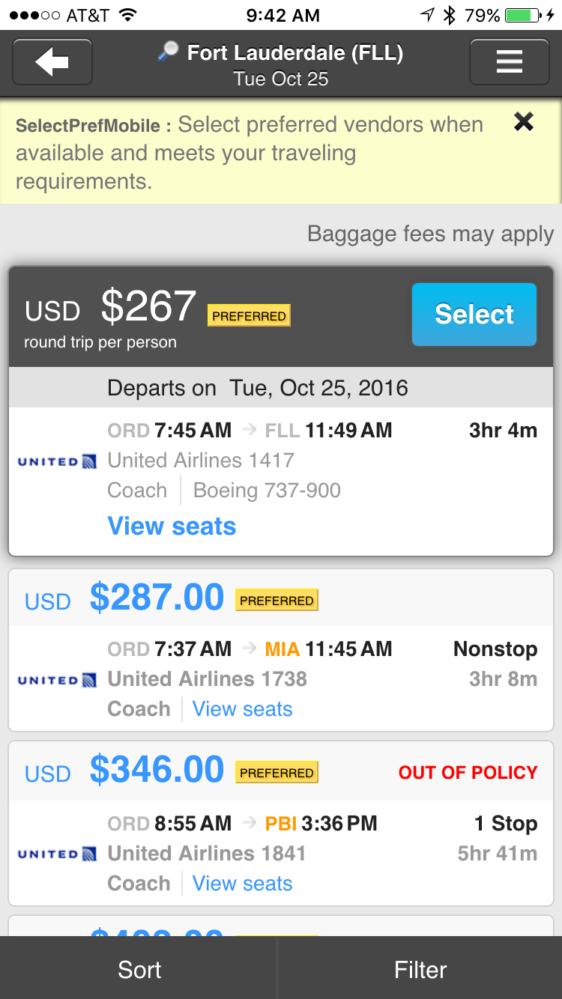 AT&T 9:42 AM 79%
Fort Lauderdale (FLL)
Tue Oct 25
SelectPrefMobile : Select preferred vendors when
available and meets your traveling
requirements.
Baggage fees may apply
USD $267 PREFERRED
round trip per person
Select
Departs on Tue, Oct 25, 2016
ORD 7:45 AM FLL 11:49 AM 3hr 4m
UNITED United Airlines 1417
Coach Boeing 737-900
View seats
USD $287.00 PREFERRED
ORD 7:37 AM MIA 11:45 AM Nonstop
UNITED United Airlines 1738 3hr 8m
Coach View seats
USD $346.00 PREFERRED OUT OF POLICY
ORD 8:55 AM PBI 3:36 PM 1 Stop
UNITED United Airlines 1841 5hr 41m
Coach View seats
Sort Filter